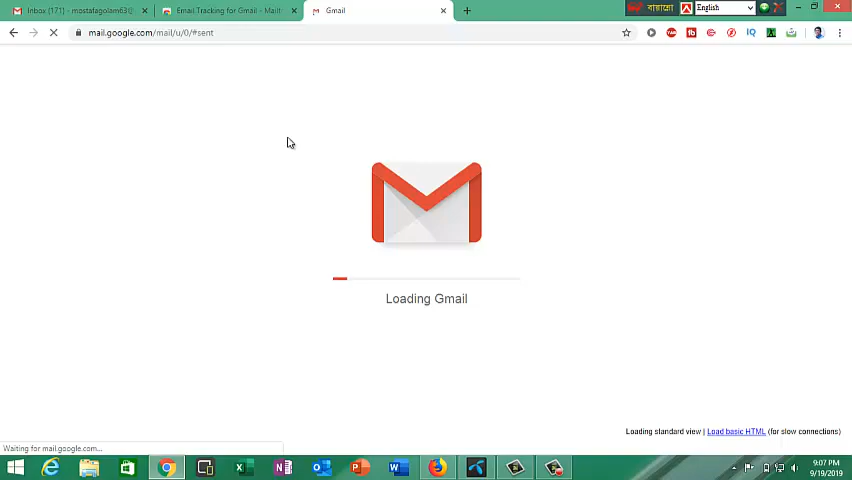 Inbox (171) - mostafagolam63@
Email Tracking for Gmail - Mailt
Gmail
বায়ান্নো
English
mail.google.com/mail/u/0/#sent
Loading Gmail
Loading standard view | Load basic HTML (for slow connections)
Waiting for mail.google.com...
9:07 PM
9/19/2019